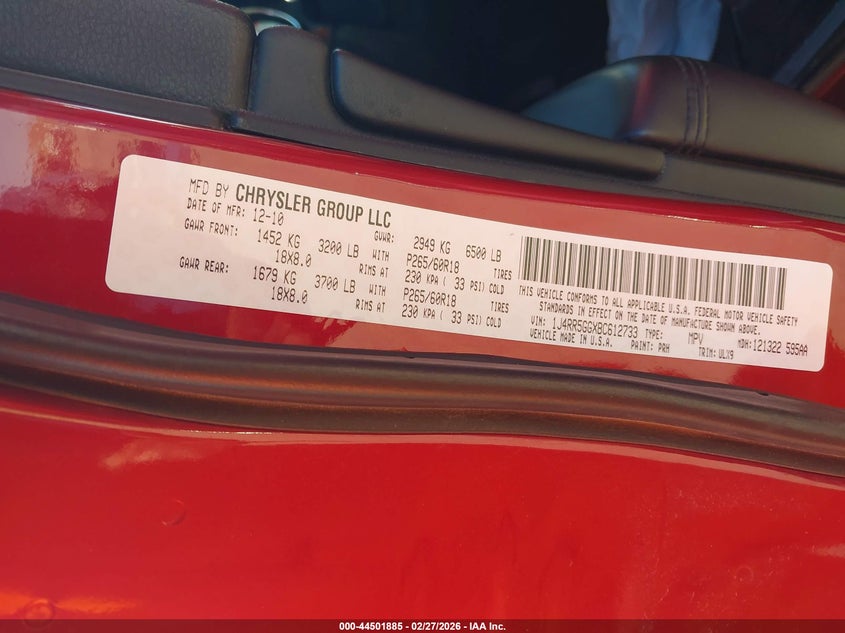 MFD BY CHRYSLER GROUP LLC
DATE OF MFR: 12-10 GVWR: 2949 KG 6500 LB
GAWR FRONT: 1452 KG 3200 LB WITH P265/60R18 TIRES
18X8.0 RIMS AT 230 KPA ( 33 PSI) COLD
GAWR REAR: 1679 KG 3700 LB WITH P265/60R18 TIRES
18X8.0 RIMS AT 230 KPA ( 33 PSI) COLD
THIS VEHICLE CONFORMS TO ALL APPLICABLE U.S.A. FEDERAL MOTOR VEHICLE SAFETY
STANDARDS IN EFFECT ON THE DATE OF MANUFACTURE SHOWN ABOVE.
VIN: 1J4RR5GGXBC612733 TYPE: MPV MDH: 121322 595AA
VEHICLE MADE IN U.S.A. PAINT: PRH TRIM: ULX9
000-44501885 / 02/27/2026 - IAA Inc.